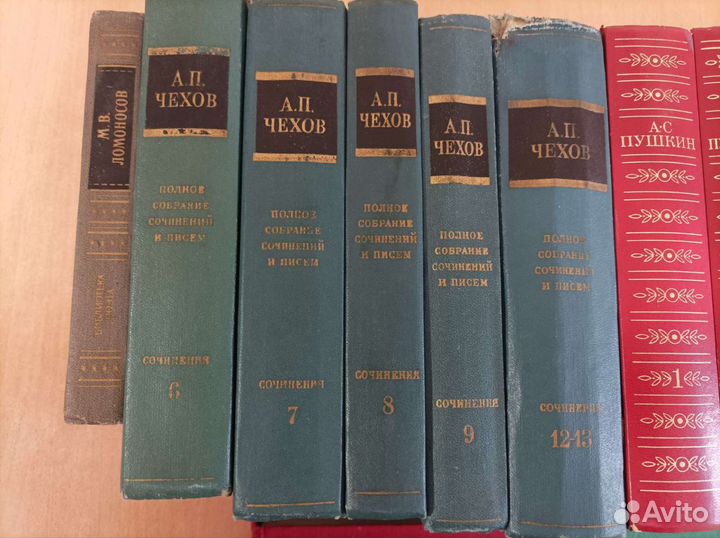 М.В.
ЛОМОНОСОВ
БИБЛИОТЕКА
ПОЭТА
А.П.
ЧЕХОВ
ПОЛНОЕ
СОБРАНИЕ
СОЧИНЕНИЙ
И ПИСЕМ
СОЧИНЕНИЯ
6
А.П.
ЧЕХОВ
ПОЛНОЕ
СОБРАНИЕ
СОЧИНЕНИЙ
И ПИСЕМ
СОЧИНЕНИЯ
7
А.П.
ЧЕХОВ
ПОЛНОЕ
СОБРАНИЕ
СОЧИНЕНИЙ
И ПИСЕМ
СОЧИНЕНИЯ
8
А.П.
ЧЕХОВ
ПОЛНОЕ
СОБРАНИЕ
СОЧИНЕНИЙ
И ПИСЕМ
СОЧИНЕНИЯ
9
А.П.
ЧЕХОВ
ПОЛНОЕ
СОБРАНИЕ
СОЧИНЕНИЙ
И ПИСЕМ
СОЧИНЕНИЯ
12-13
А·С
ПУШКИН
1
Avito